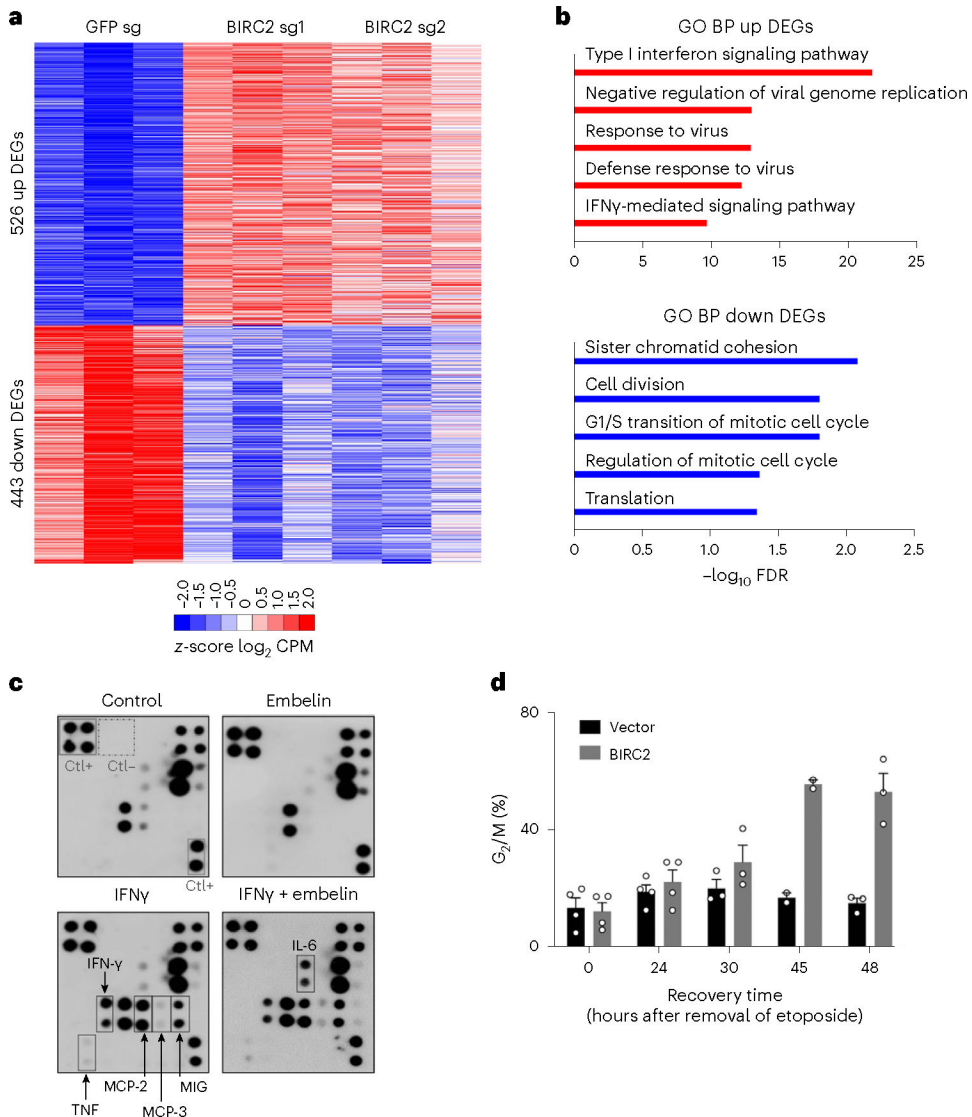 a
GFP sg
BIRC2 sg1
BIRC2 sg2
526 up DEGs
443 down DEGs
−2.0
−1.5
−1.0
−0.5
0
0.5
1.0
1.5
2.0
z-score log₂ CPM
b
GO BP up DEGs
Type I interferon signaling pathway
Negative regulation of viral genome replication
Response to virus
Defense response to virus
IFNγ-mediated signaling pathway
0 5 10 15 20 25
GO BP down DEGs
Sister chromatid cohesion
Cell division
G1/S transition of mitotic cell cycle
Regulation of mitotic cell cycle
Translation
0 0.5 1.0 1.5 2.0 2.5
−log₁₀ FDR
c
Control
Embelin
Ctl+
Ctl−
Ctl+
IFNγ
IFNγ + embelin
IFN-γ
IL-6
MCP-2
MIG
TNF
MCP-3
d
Vector
BIRC2
G₂/M (%)
80
40
0
0 24 30 45 48
Recovery time
(hours after removal of etoposide)